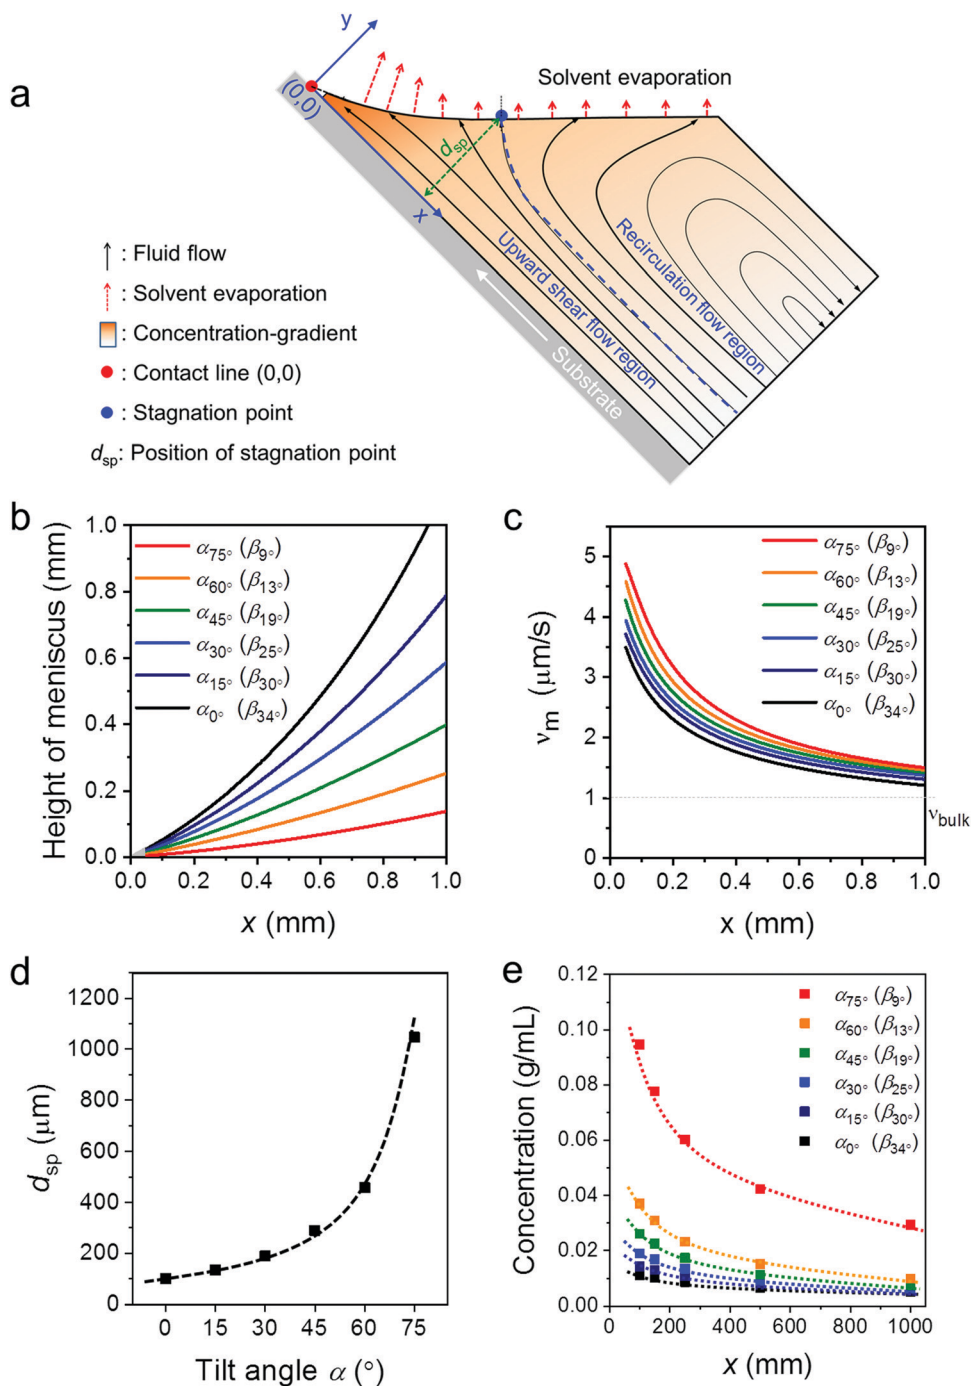 a
y
(0,0)
Solvent evaporation
d_sp
x
Upward shear flow region
Recirculation flow region
Substrate
: Fluid flow
: Solvent evaporation
: Concentration-gradient
: Contact line (0,0)
: Stagnation point
d_sp: Position of stagnation point
b
Height of meniscus (mm)
1.0
0.8
0.6
0.4
0.2
0.0
α75° (β9°)
α60° (β13°)
α45° (β19°)
α30° (β25°)
α15° (β30°)
α0° (β34°)
0.0 0.2 0.4 0.6 0.8 1.0
x (mm)
c
ν_m (μm/s)
5
4
3
2
1
0
α75° (β9°)
α60° (β13°)
α45° (β19°)
α30° (β25°)
α15° (β30°)
α0° (β34°)
ν_bulk
0.0 0.2 0.4 0.6 0.8 1.0
x (mm)
d
d_sp (μm)
1200
1000
800
600
400
200
0
0 15 30 45 60 75
Tilt angle α (°)
e
Concentration (g/mL)
0.12
0.10
0.08
0.06
0.04
0.02
0.00
α75° (β9°)
α60° (β13°)
α45° (β19°)
α30° (β25°)
α15° (β30°)
α0° (β34°)
0 200 400 600 800 1000
x (mm)